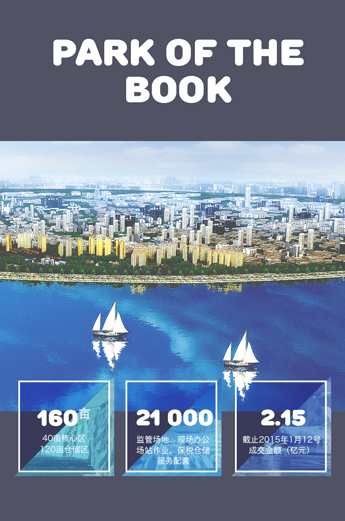 PARK OF THE
BOOK
160亩
40亩核心区
120亩仓储区
21 000
监管场地、现场办公
场站作业、保税仓储
服务配套
2.15
截止2015年1月12号
成交金额（亿元）